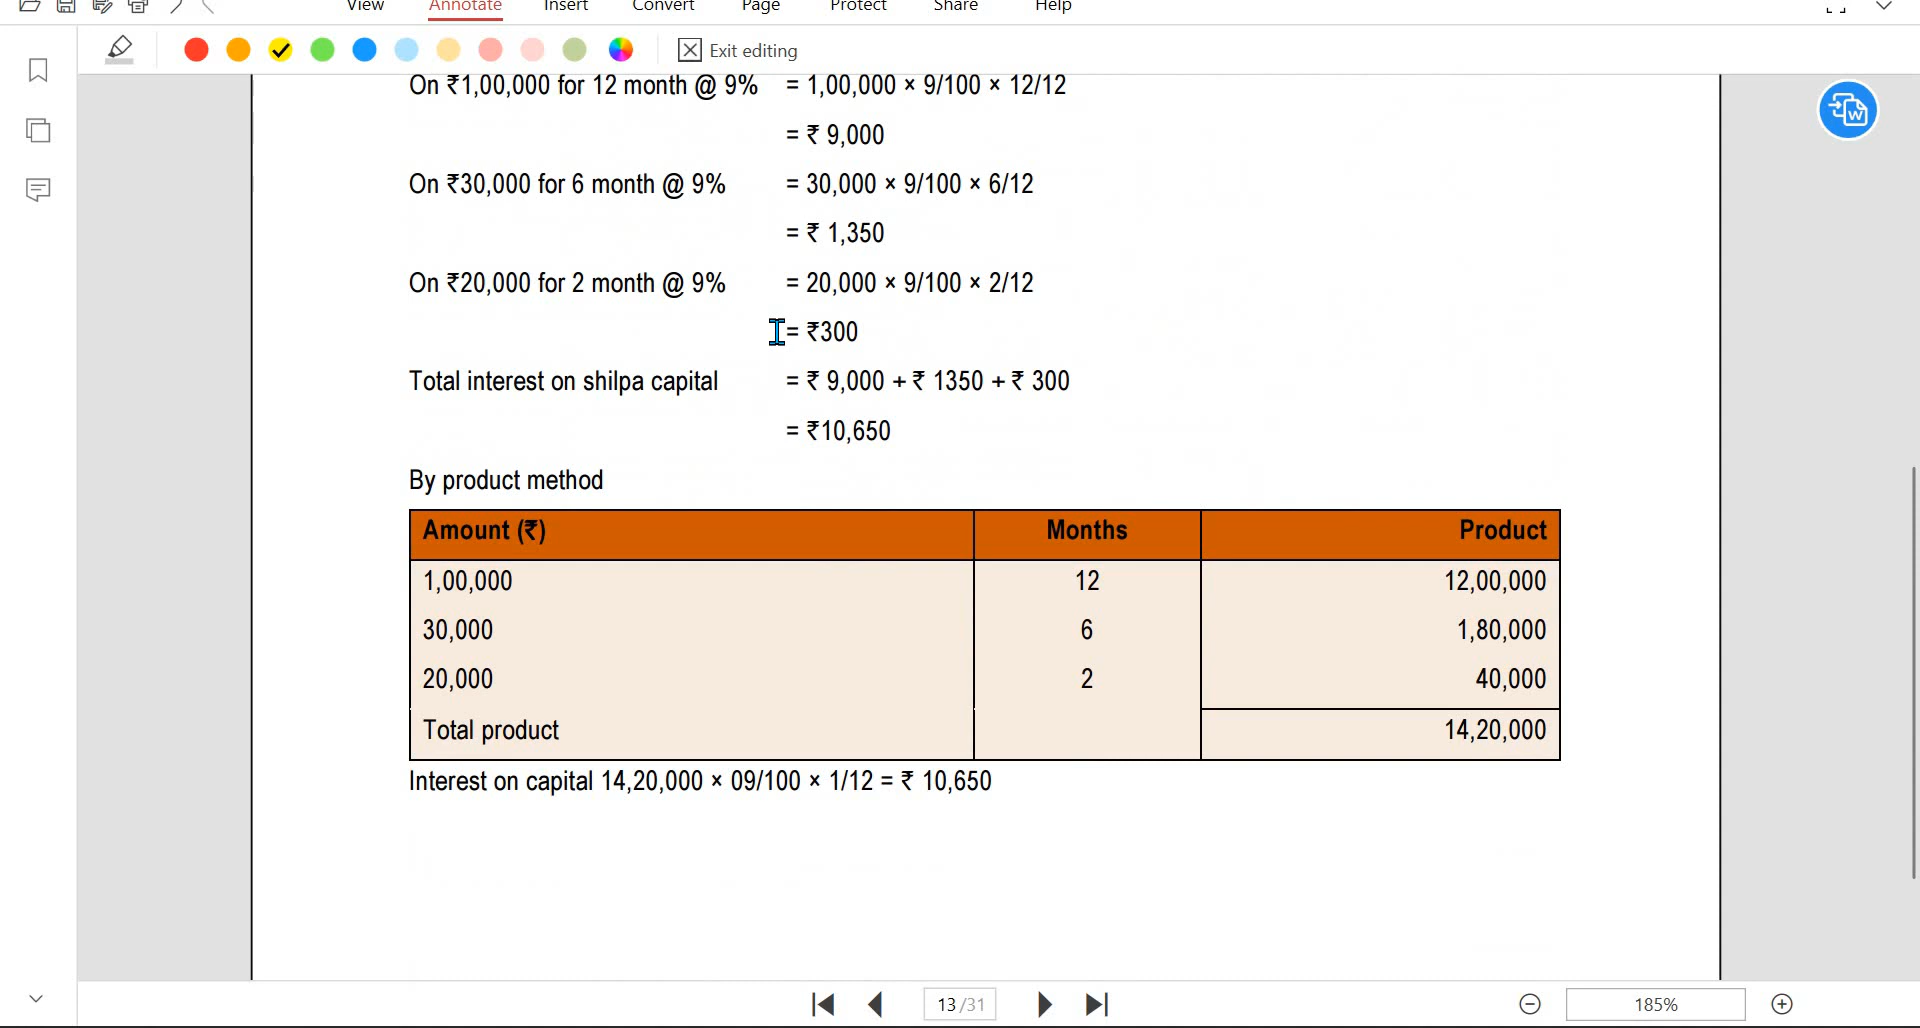 View Annotate Insert Convert Page Protect Share Help
Exit editing
On ₹1,00,000 for 12 month @ 9% = 1,00,000 × 9/100 × 12/12
= ₹ 9,000
On ₹30,000 for 6 month @ 9% = 30,000 × 9/100 × 6/12
= ₹ 1,350
On ₹20,000 for 2 month @ 9% = 20,000 × 9/100 × 2/12
= ₹300
Total interest on shilpa capital = ₹ 9,000 + ₹ 1350 + ₹ 300
= ₹10,650
By product method
Amount (₹) Months Product
1,00,000 12 12,00,000
30,000 6 1,80,000
20,000 2 40,000
Total product 14,20,000
Interest on capital 14,20,000 × 09/100 × 1/12 = ₹ 10,650
13 /31 185%